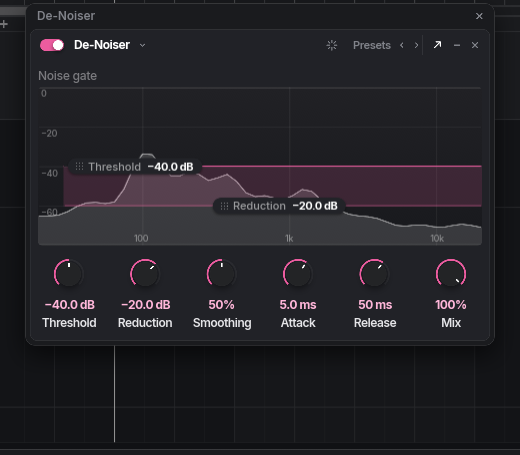 De-Noiser
De-Noiser
Presets
Noise gate
0
−20
−40
Threshold −40.0 dB
−60
Reduction −20.0 dB
100 1k 10k
−40.0 dB −20.0 dB 50% 5.0 ms 50 ms 100%
Threshold Reduction Smoothing Attack Release Mix